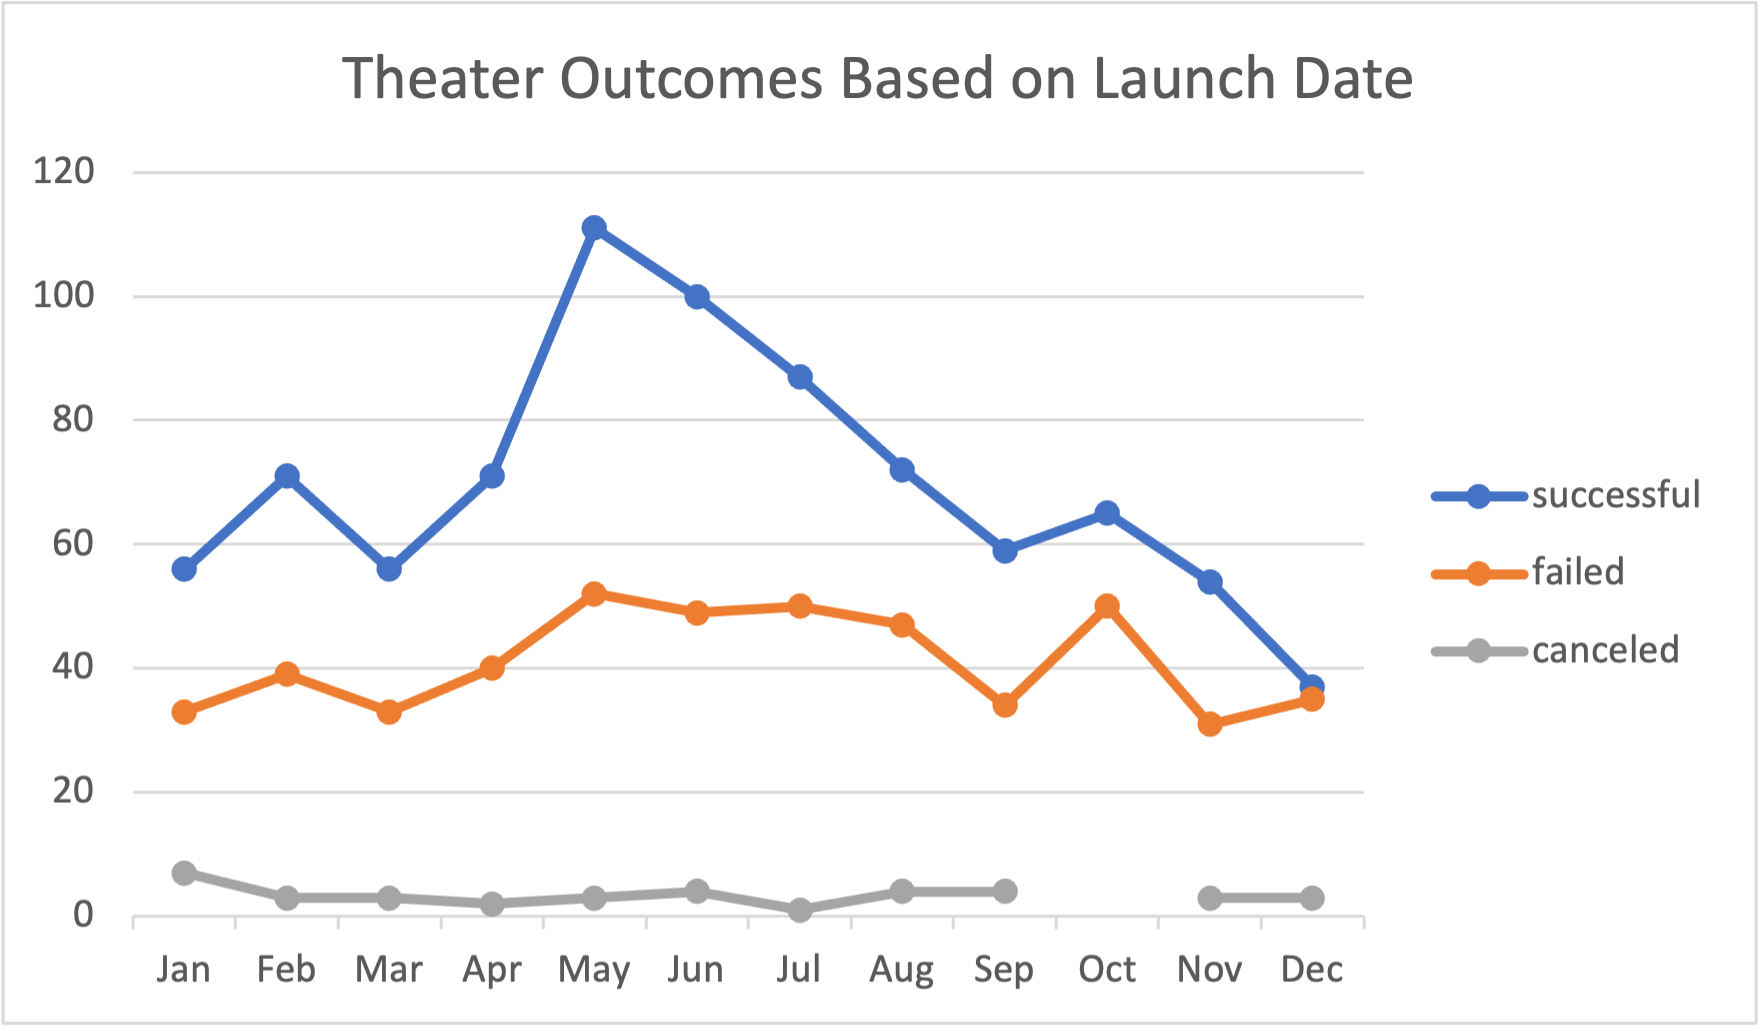 Theater Outcomes Based on Launch Date
120
100
80
60
40
20
0
Jan Feb Mar Apr May Jun Jul Aug Sep Oct Nov Dec
successful
failed
canceled